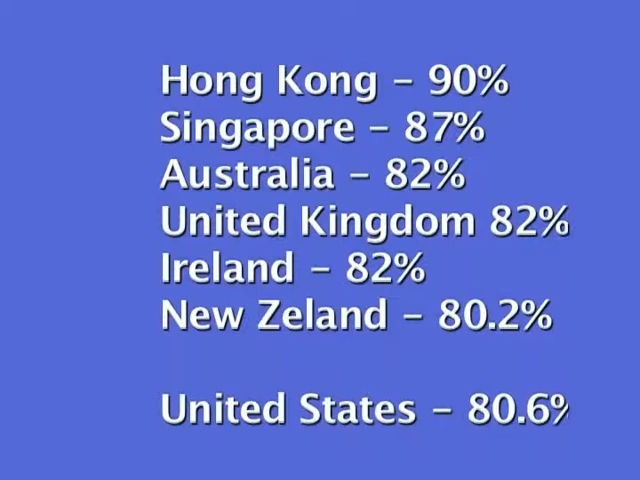 Hong Kong – 90%
Singapore – 87%
Australia – 82%
United Kingdom 82%
Ireland – 82%
New Zeland – 80.2%
United States – 80.6%